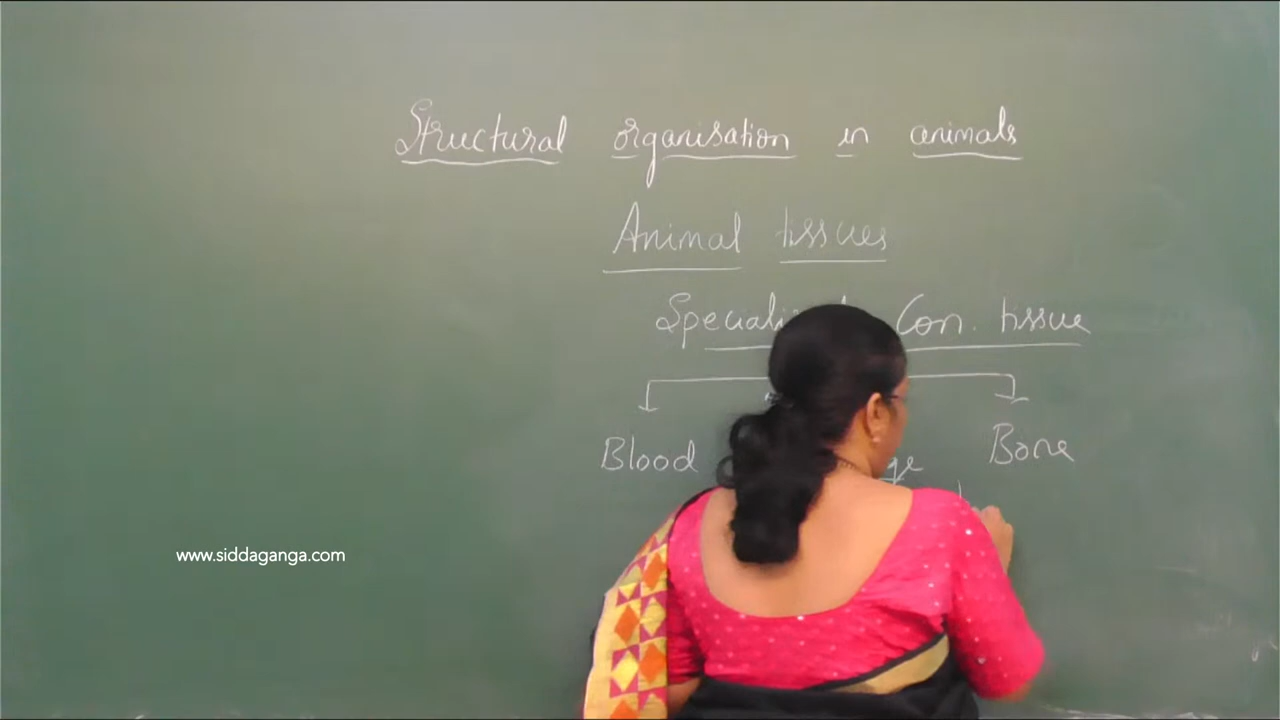 Structural organisation in animals
Animal tissues
Con. tissue
Blood Bone
www.siddaganga.com